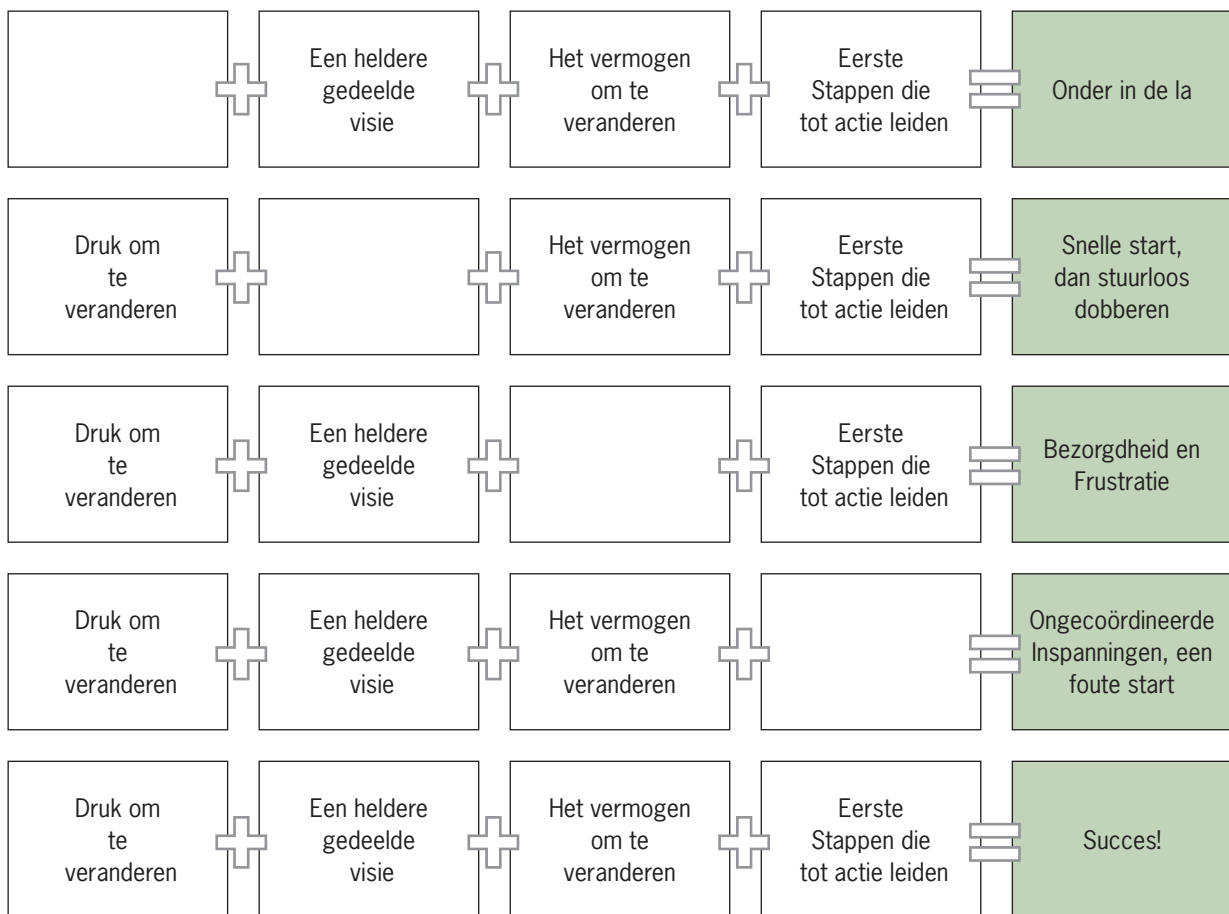 Een heldere
gedeelde
visie
Het vermogen
om te
veranderen
Eerste
Stappen die
tot actie leiden
Onder in de la
Druk om
te
veranderen
Het vermogen
om te
veranderen
Eerste
Stappen die
tot actie leiden
Snelle start,
dan stuurloos
dobberen
Druk om
te
veranderen
Een heldere
gedeelde
visie
Eerste
Stappen die
tot actie leiden
Bezorgdheid en
Frustratie
Druk om
te
veranderen
Een heldere
gedeelde
visie
Het vermogen
om te
veranderen
Ongecoördineerde
Inspanningen, een
foute start
Druk om
te
veranderen
Een heldere
gedeelde
visie
Het vermogen
om te
veranderen
Eerste
Stappen die
tot actie leiden
Succes!